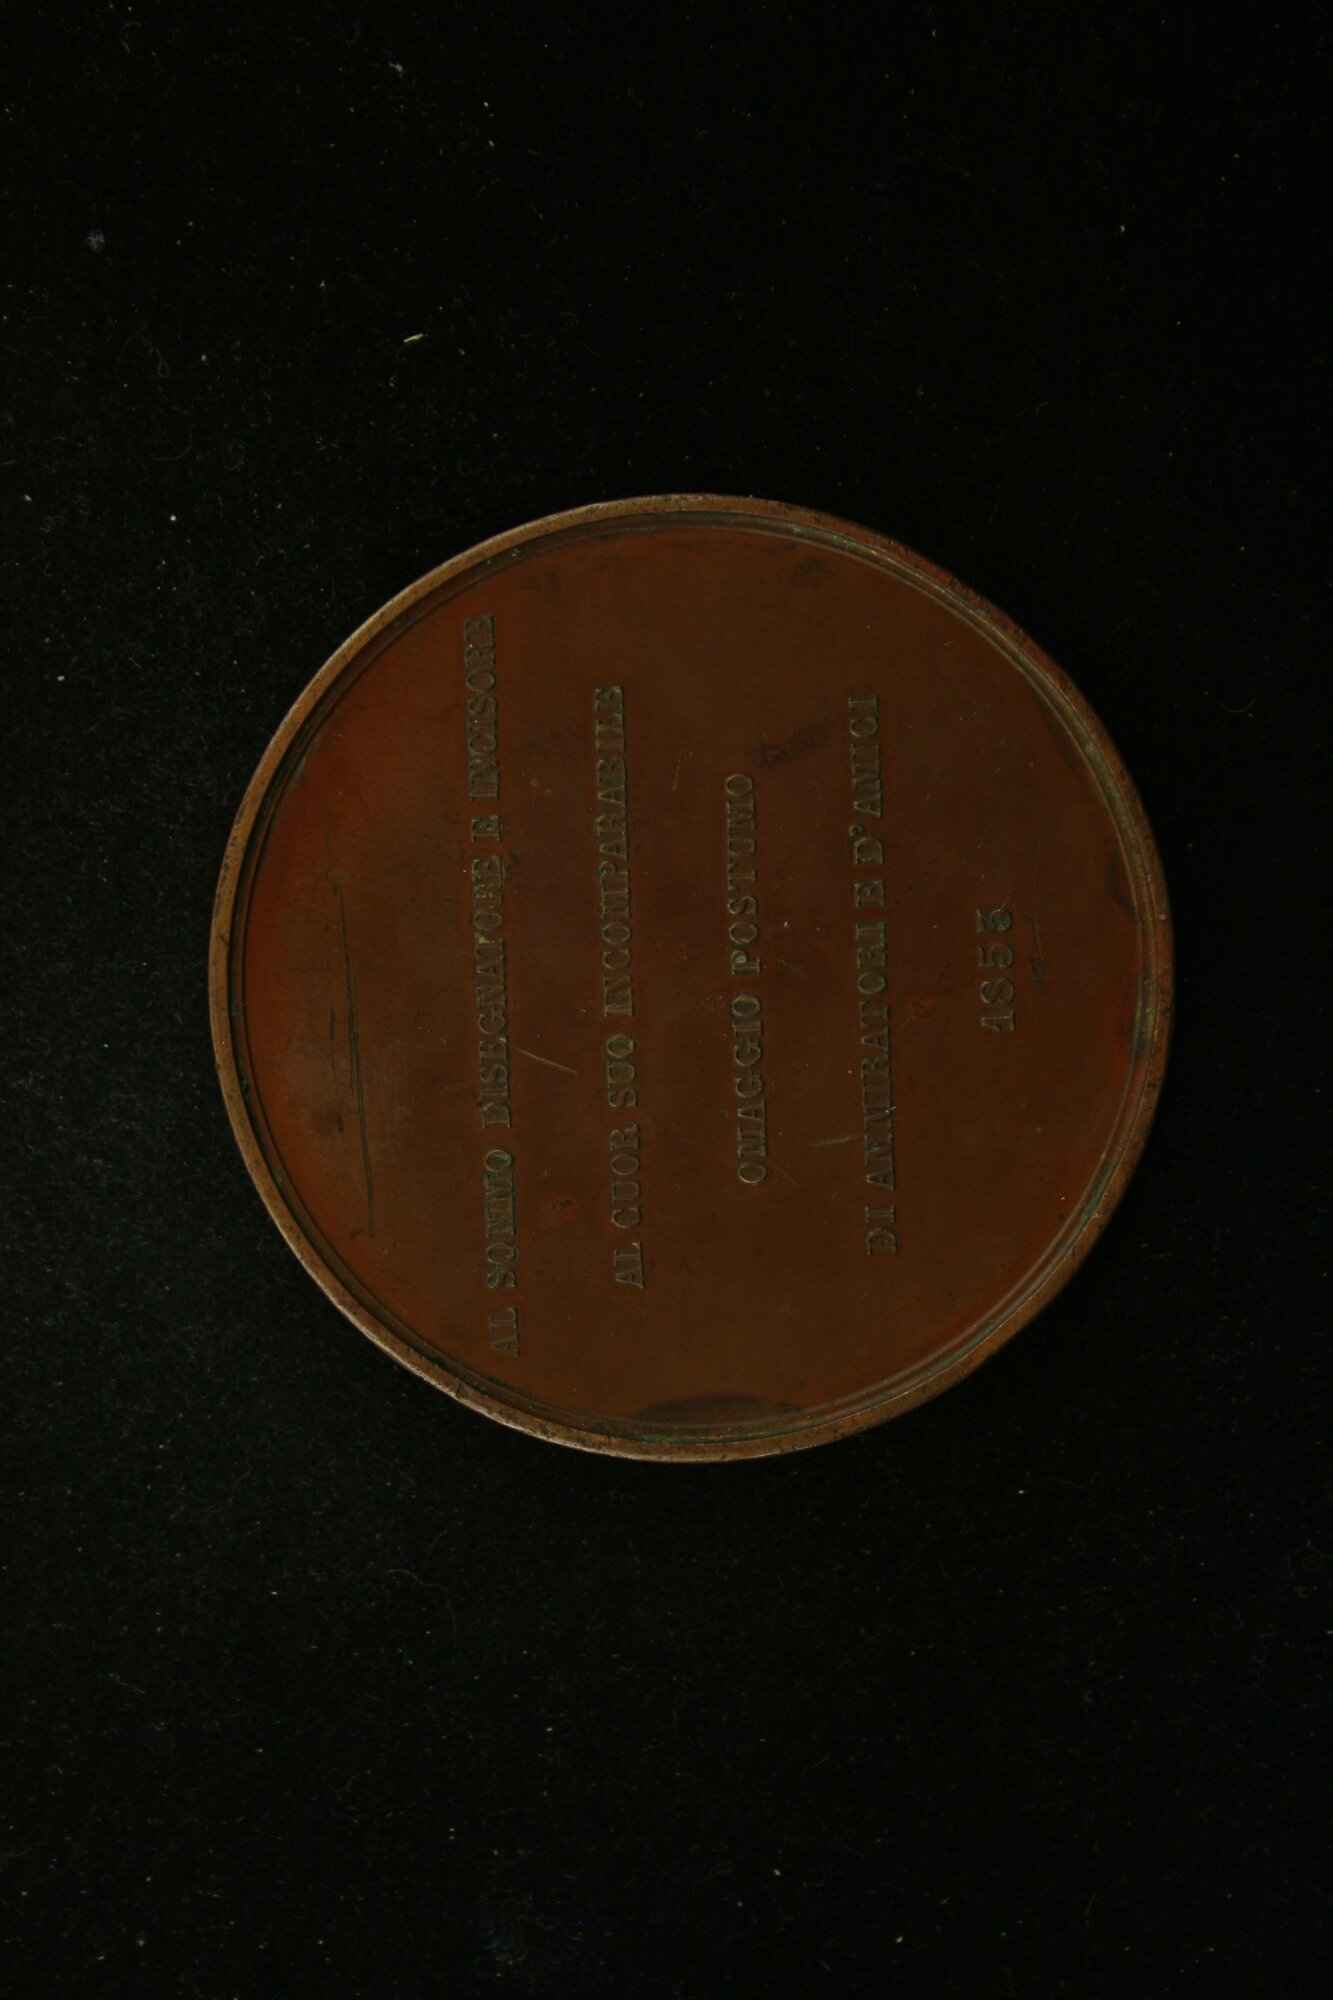 AL SOMMO DISEGNATORE E INCISORE
AL CUOR SUO INCOMPARABILE
OMAGGIO POSTUMO
DI AMMIRATORI E D'AMICI
1853